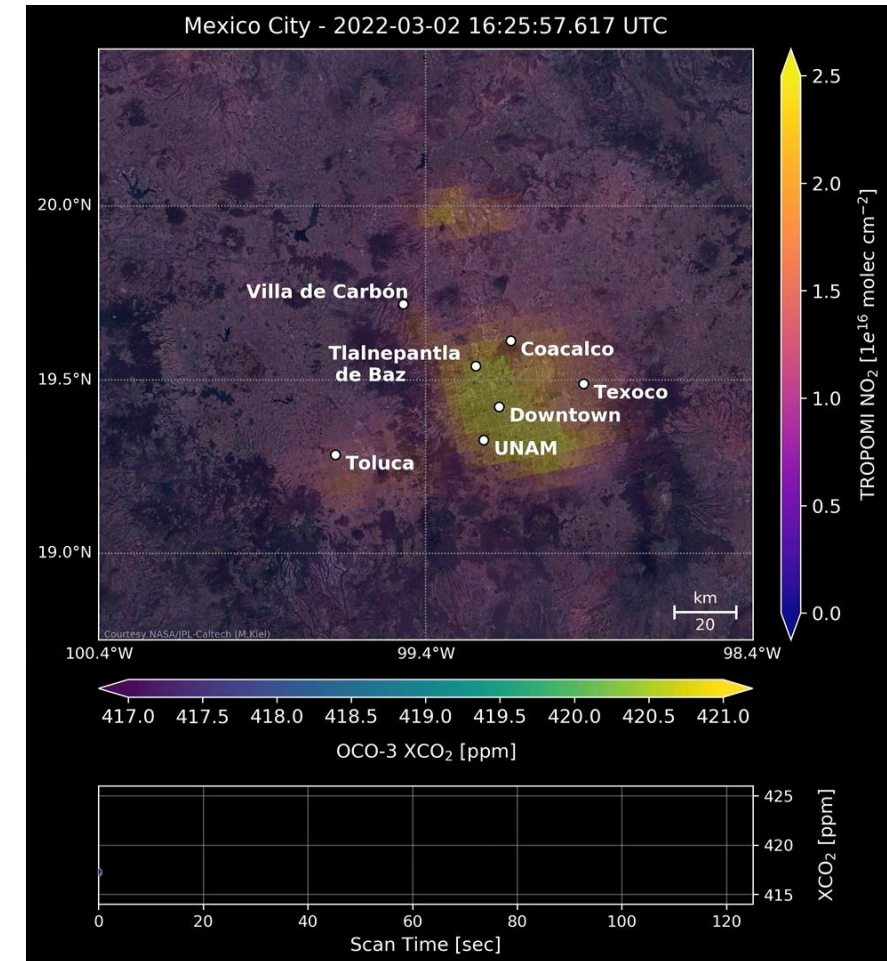 Mexico City - 2022-03-02 16:25:57.617 UTC
20.0°N
19.5°N
19.0°N
Villa de Carbón
Tlalnepantla
de Baz
Coacalco
Texoco
Downtown
UNAM
Toluca
km
20
Courtesy NASA/JPL-Caltech (M.Kiel)
100.4°W 99.4°W 98.4°W
2.5
2.0
1.5
1.0
0.5
0.0
TROPOMI NO₂ [1e¹⁶ molec cm⁻²]
417.0 417.5 418.0 418.5 419.0 419.5 420.0 420.5 421.0
OCO-3 XCO₂ [ppm]
425
420
415
XCO₂ [ppm]
0 20 40 60 80 100 120
Scan Time [sec]